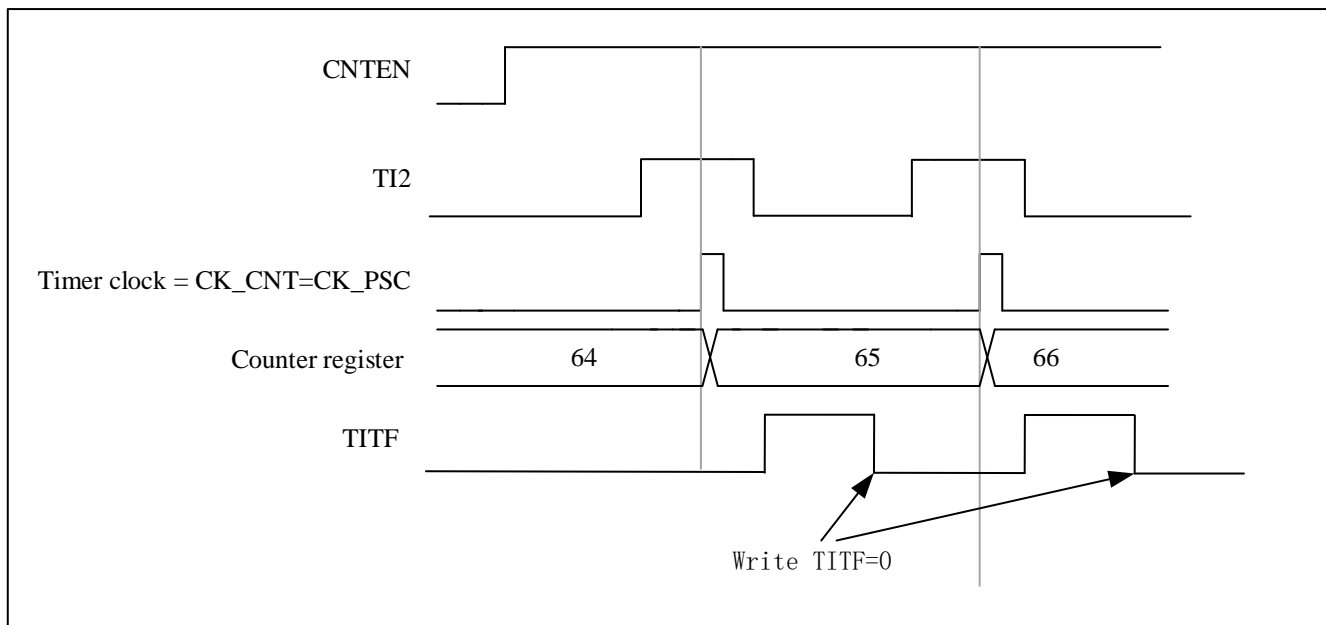 CNTEN
TI2
Timer clock = CK_CNT=CK_PSC
Counter register
64
65
66
TITF
Write TITF=0